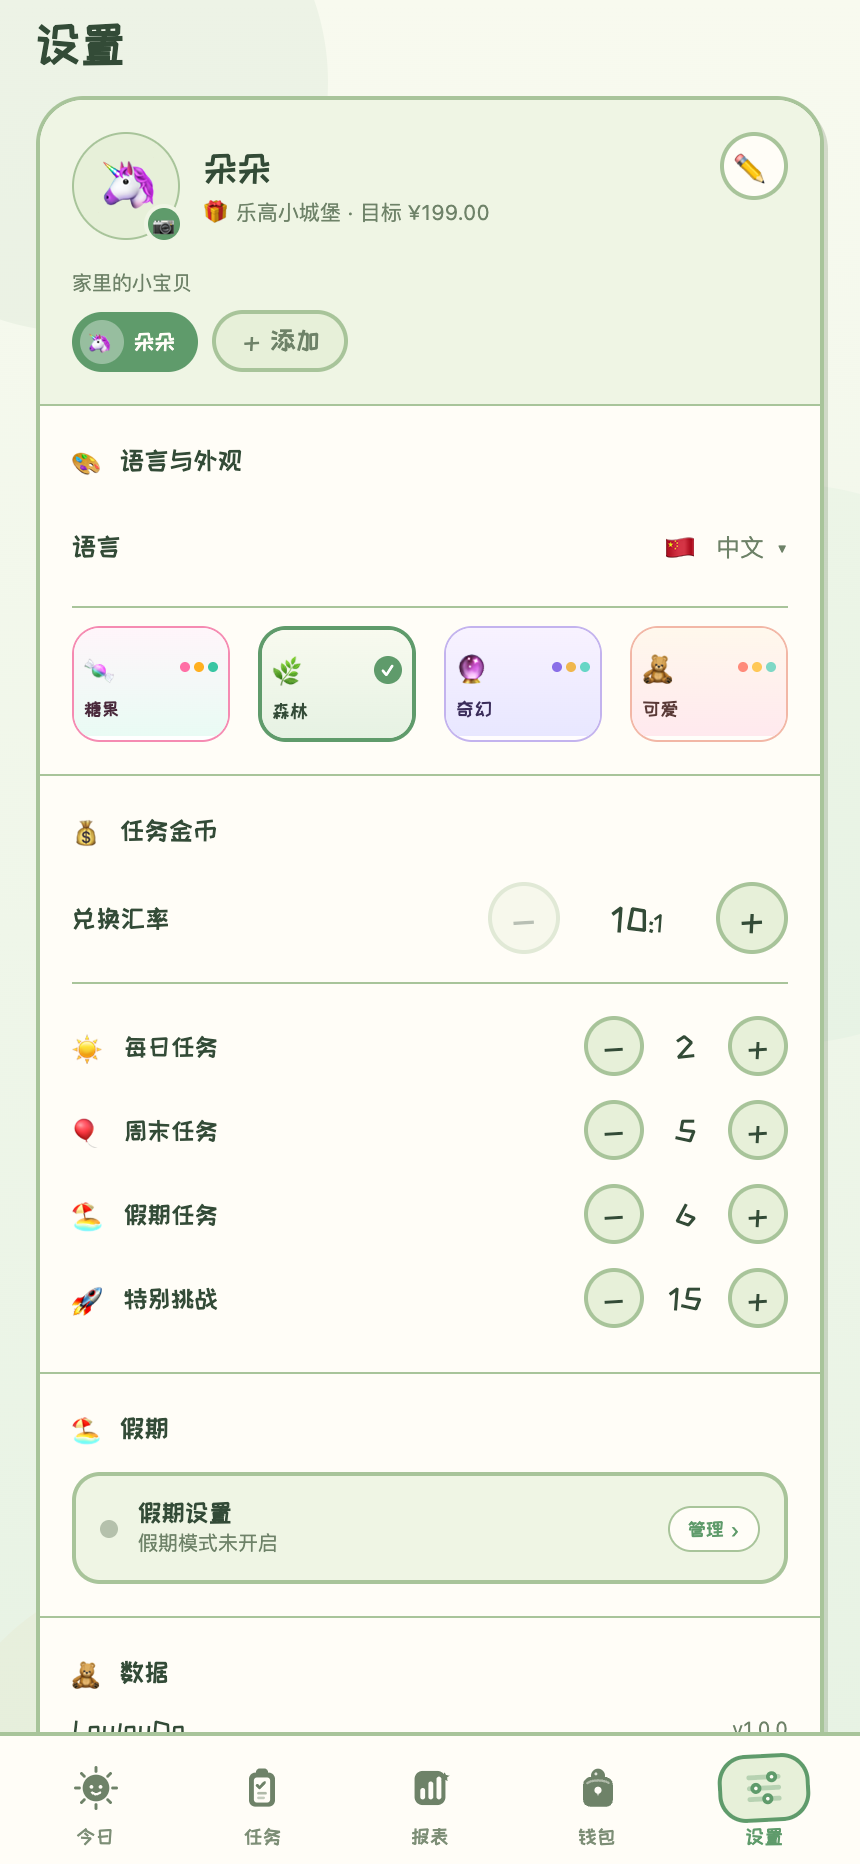 设置
朵朵
乐高小城堡 · 目标 ¥199.00
家里的小宝贝
朵朵
+ 添加
语言与外观
语言
中文 ▾
糖果
森林
奇幻
可爱
任务金币
兑换汇率
− 10:1 +
每日任务
− 2 +
周末任务
− 5 +
假期任务
− 6 +
特别挑战
− 15 +
假期
假期设置
假期模式未开启
管理 ›
数据
v1.0.0
今日
任务
报表
钱包
设置